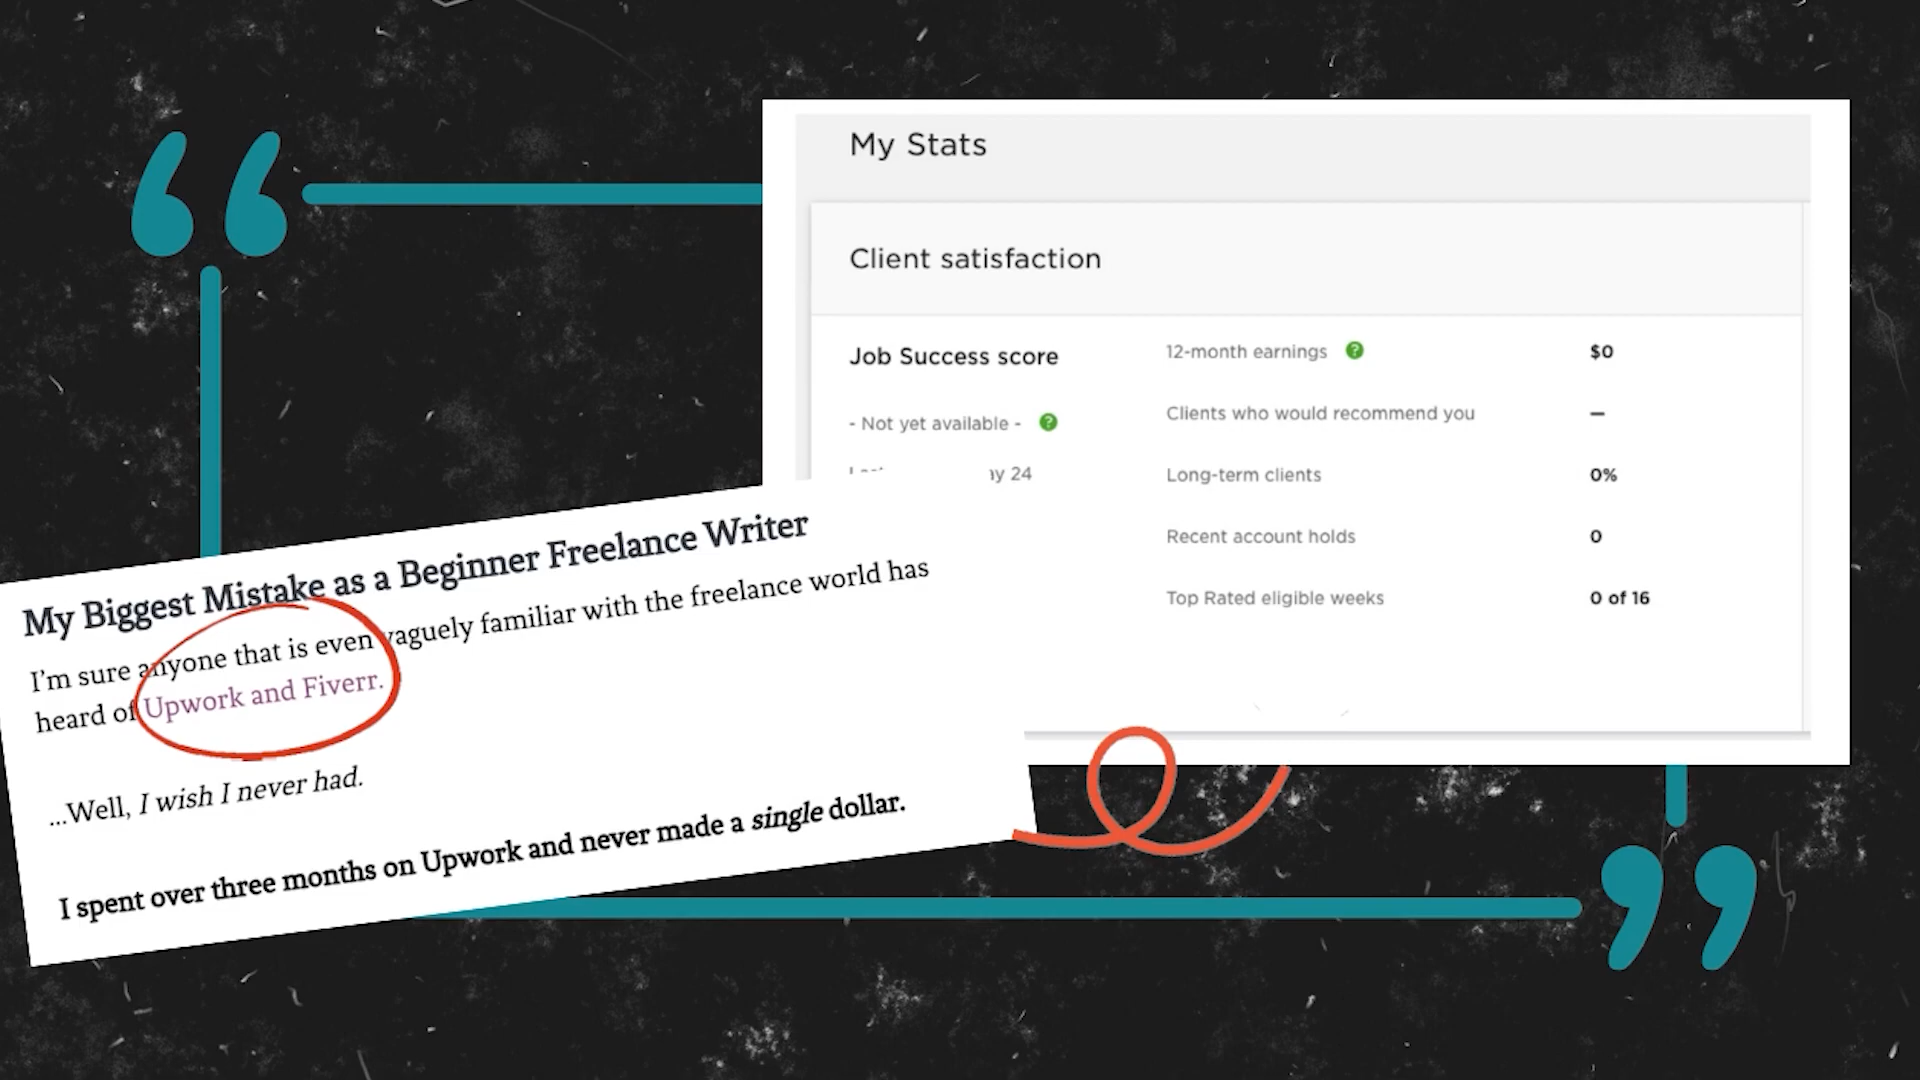 My Stats
Client satisfaction
Job Success score
- Not yet available -
24
12-month earnings $0
Clients who would recommend you –
Long-term clients 0%
Recent account holds 0
Top Rated eligible weeks 0 of 16
My Biggest Mistake as a Beginner Freelance Writer
I'm sure anyone that is even vaguely familiar with the freelance world has
heard of Upwork and Fiverr.
...Well, I wish I never had.
I spent over three months on Upwork and never made a single dollar.